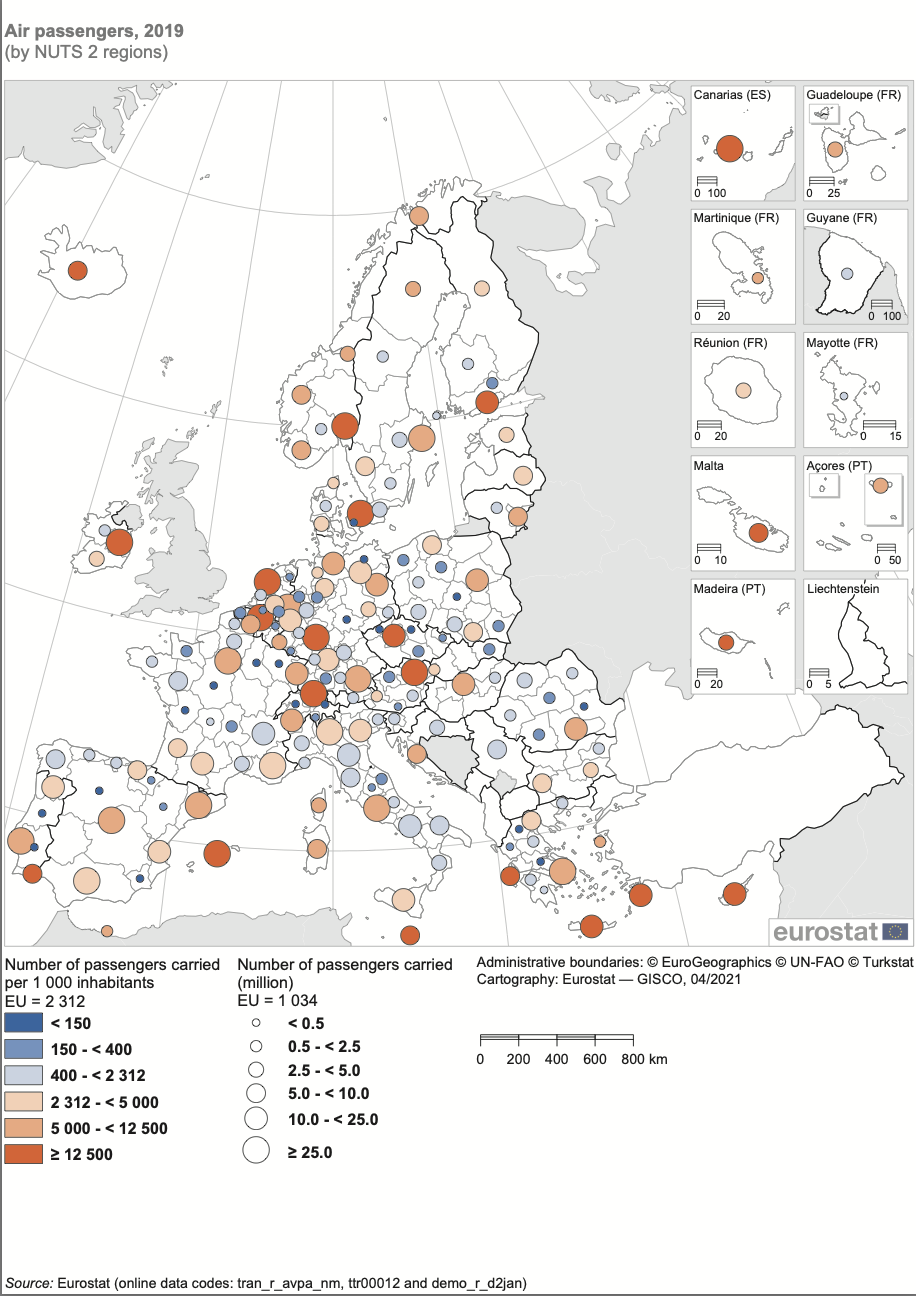 Air passengers, 2019
(by NUTS 2 regions)
Canarias (ES)
0 100
Guadeloupe (FR)
0 25
Martinique (FR)
0 20
Guyane (FR)
0 100
Réunion (FR)
0 20
Mayotte (FR)
0 15
Malta
0 10
Açores (PT)
0 50
Madeira (PT)
0 20
Liechtenstein
0 5
eurostat
Number of passengers carried
per 1 000 inhabitants
EU = 2 312
< 150
150 - < 400
400 - < 2 312
2 312 - < 5 000
5 000 - < 12 500
≥ 12 500
Number of passengers carried
(million)
EU = 1 034
< 0.5
0.5 - < 2.5
2.5 - < 5.0
5.0 - < 10.0
10.0 - < 25.0
≥ 25.0
Administrative boundaries: © EuroGeographics © UN-FAO © Turkstat
Cartography: Eurostat — GISCO, 04/2021
0 200 400 600 800 km
Source: Eurostat (online data codes: tran_r_avpa_nm, ttr00012 and demo_r_d2jan)